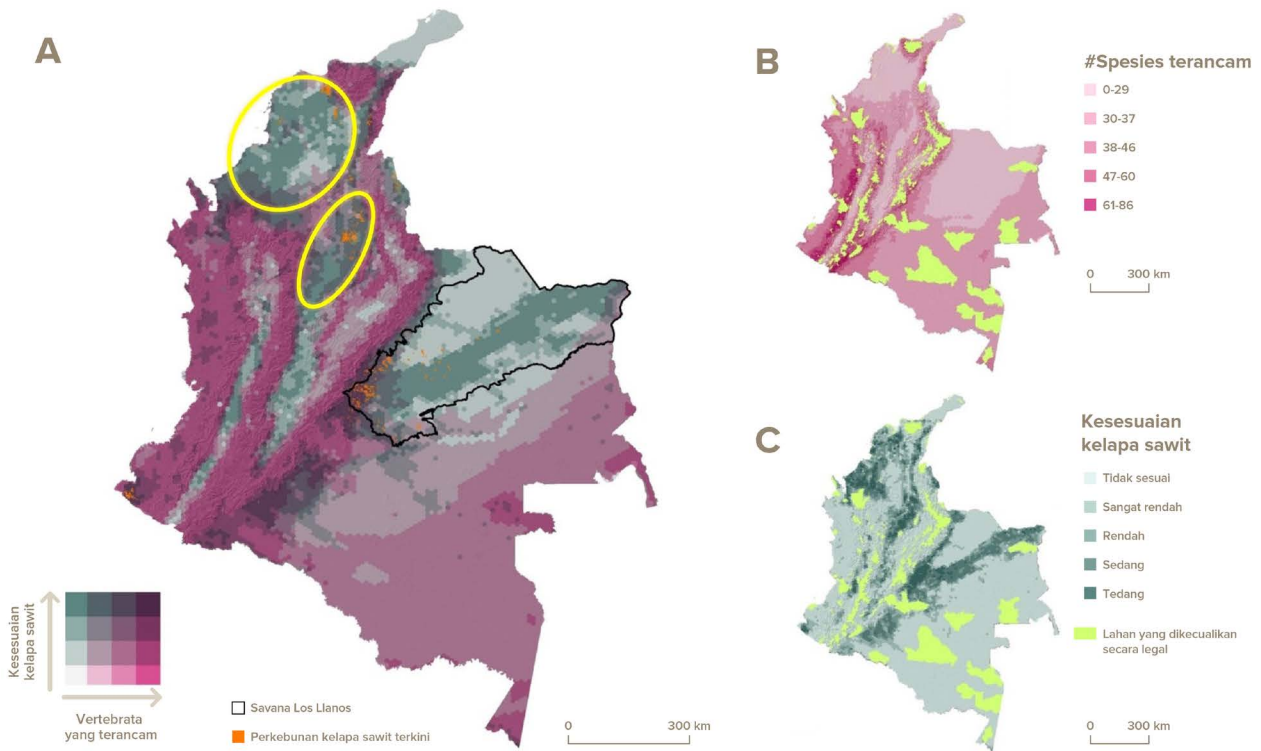 A
Kesesuaian
kelapa sawit
Vertebrata
yang terancam
Savana Los Llanos
Perkebunan kelapa sawit terkini
0 300 km
B
#Spesies terancam
0-29
30-37
38-46
47-60
61-86
0 300 km
C
Kesesuaian
kelapa sawit
Tidak sesuai
Sangat rendah
Rendah
Sedang
Tedang
Lahan yang dikecualikan
secara legal
0 300 km